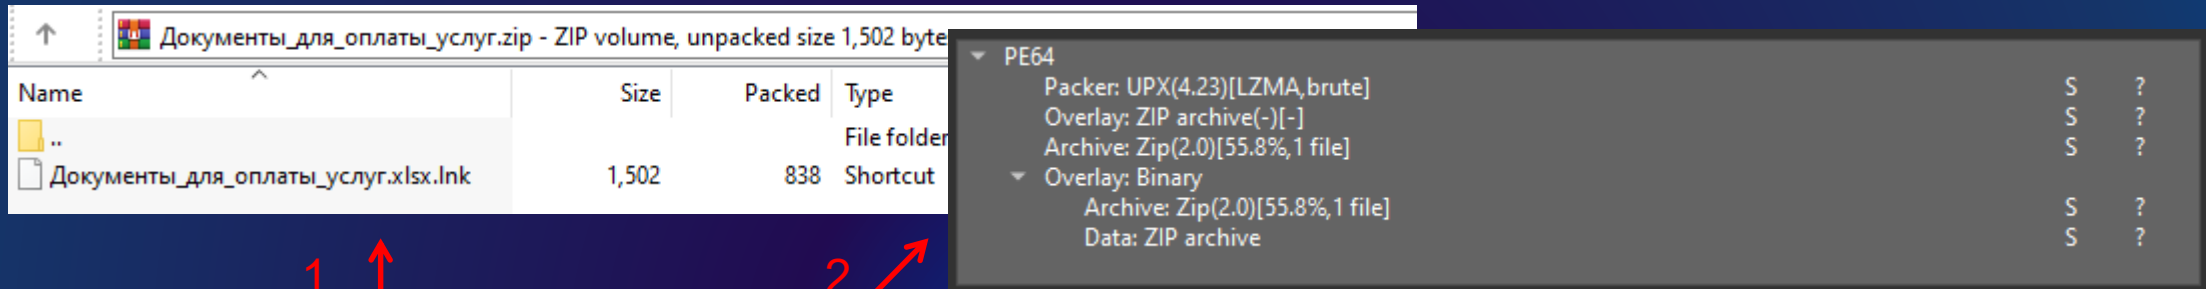 Документы_для_оплаты_услуг.zip - ZIP volume, unpacked size 1,502 byte
Name Size Packed Type
.. File folder
Документы_для_оплаты_услуг.xlsx.lnk 1,502 838 Shortcut
1
2
PE64
Packer: UPX(4.23)[LZMA,brute] S ?
Overlay: ZIP archive(-)[-] S ?
Archive: Zip(2.0)[55.8%,1 file] S ?
Overlay: Binary
Archive: Zip(2.0)[55.8%,1 file] S ?
Data: ZIP archive S ?